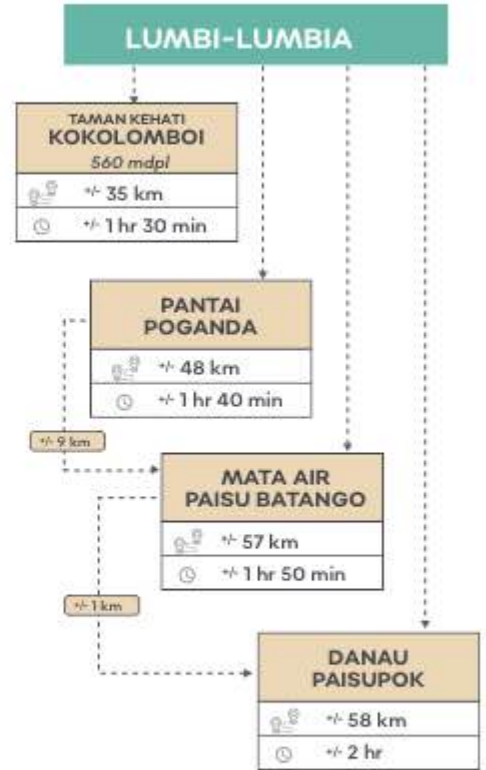 LUMBI-LUMBIA
TAMAN KEHATI
KOKOLOMBOI
560 mdpl
+/- 35 km
+/- 1 hr 30 min
PANTAI
POGANDA
+/- 48 km
+/- 1 hr 40 min
+/- 9 km
MATA AIR
PAISU BATANGO
+/- 57 km
+/- 1 hr 50 min
+/- 1 km
DANAU
PAISUPOK
+/- 58 km
+/- 2 hr